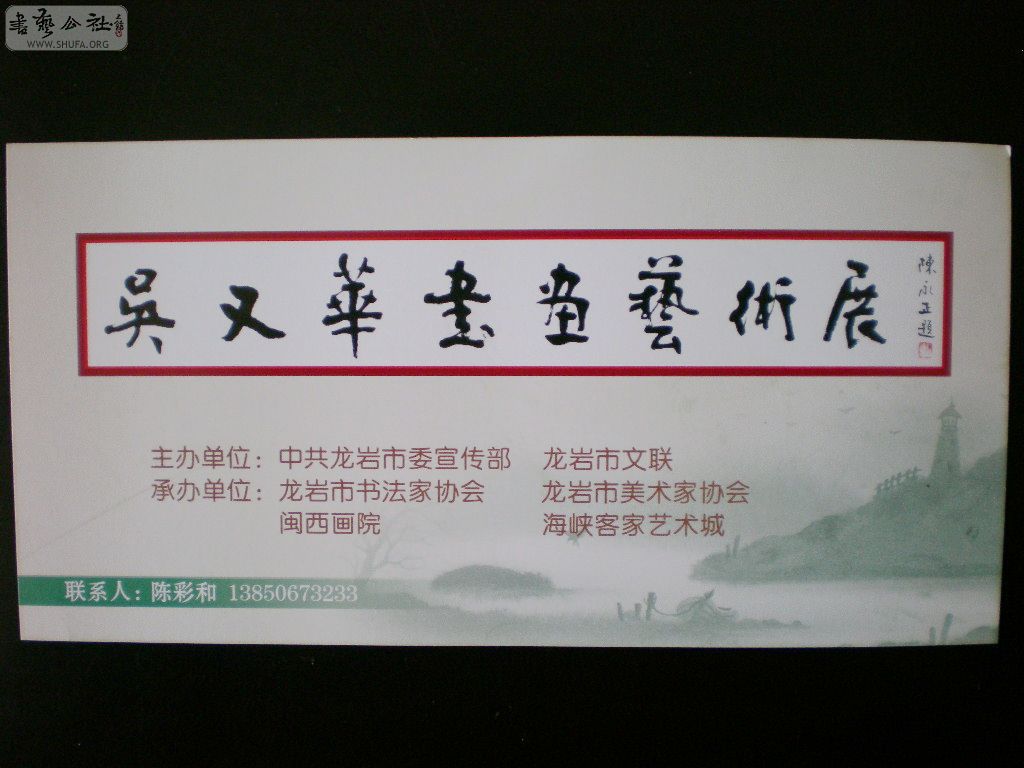 書藝公社
WWW.SHUFA.ORG
吳又華書畫藝術展
陳永正題
主办单位：中共龙岩市委宣传部 龙岩市文联
承办单位：龙岩市书法家协会 龙岩市美术家协会
闽西画院 海峡客家艺术城
联系人：陈彩和 13850673233